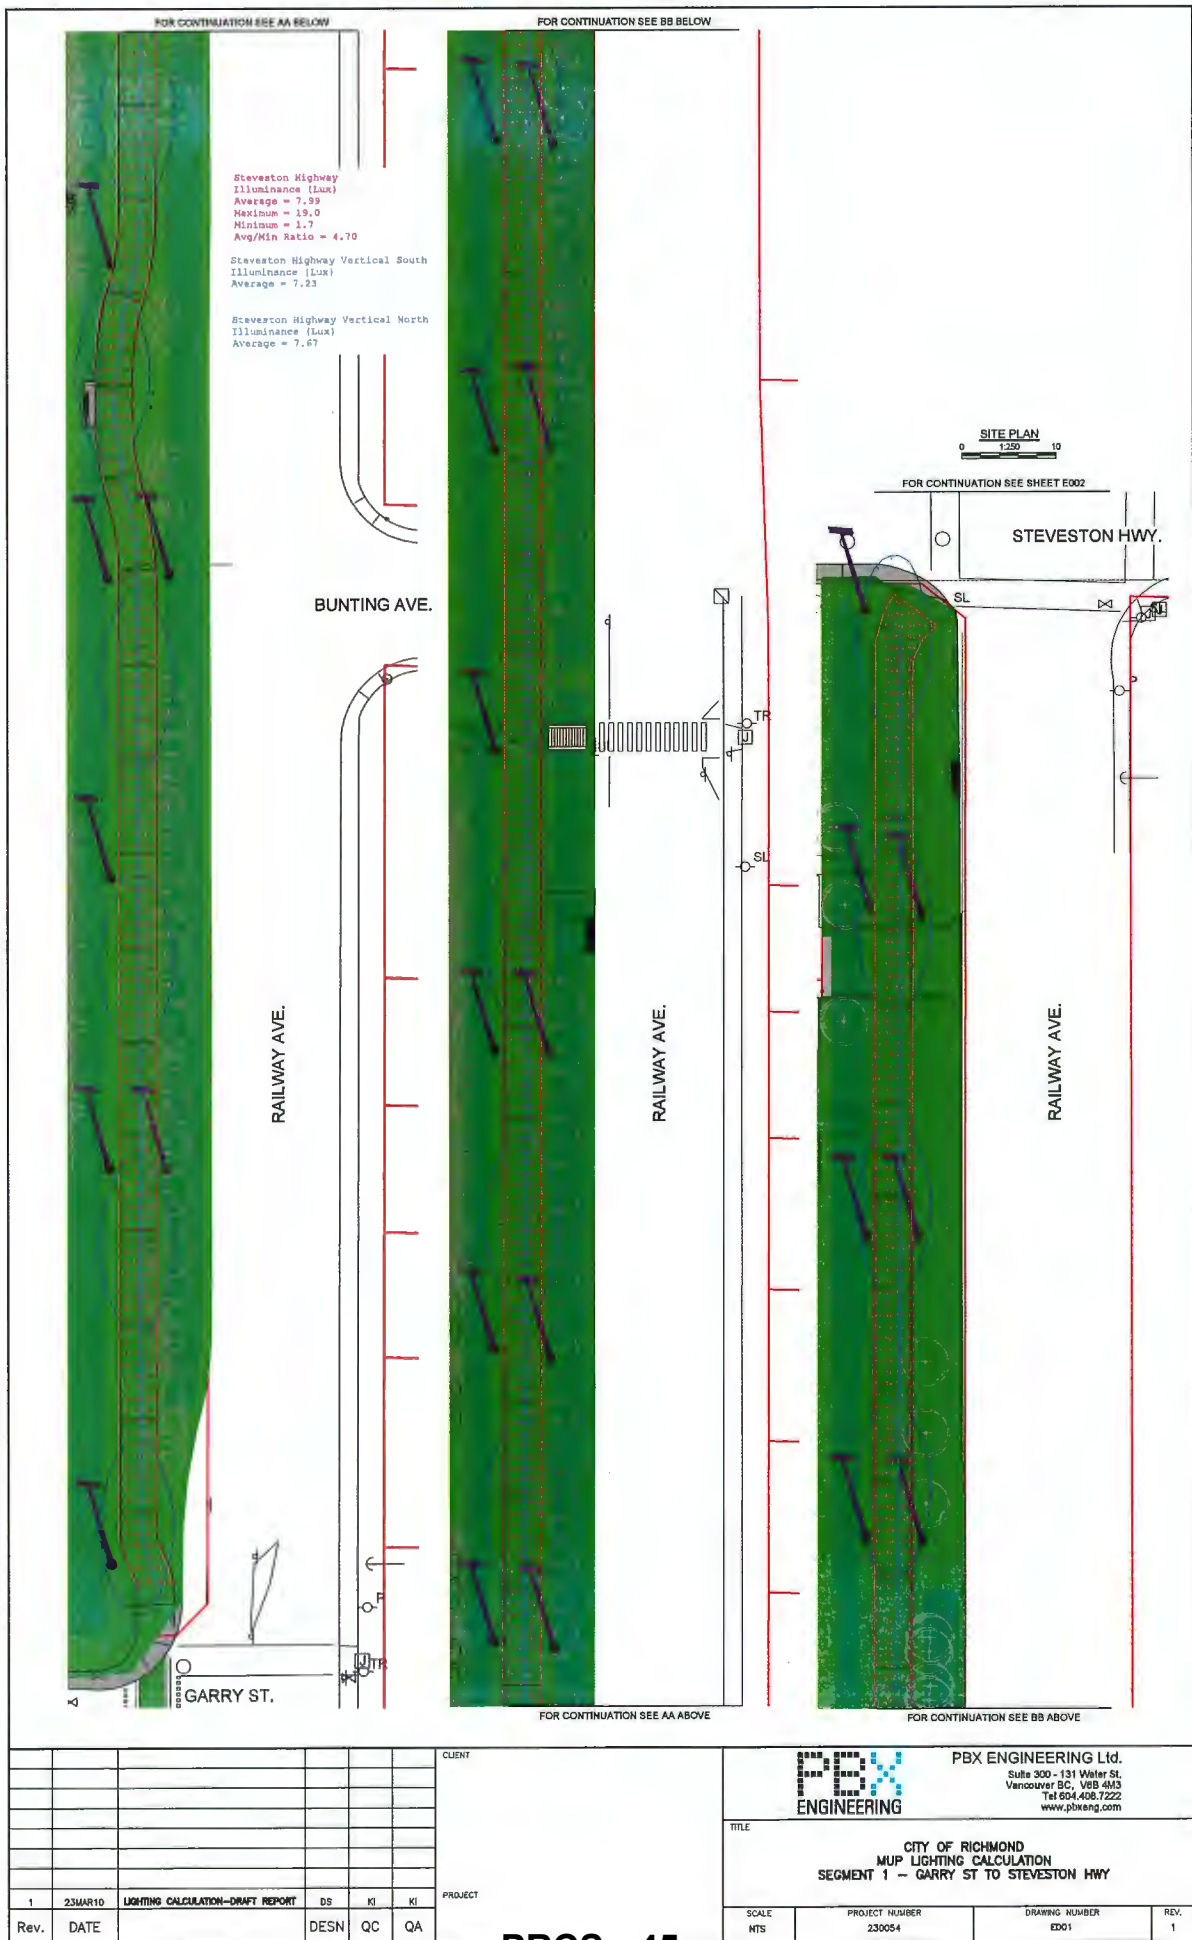 FOR CONTINUATION SEE AA BELOW
FOR CONTINUATION SEE BB BELOW
Steveston Highway
Illuminance (Lux)
Average = 7.99
Maximum = 19.0
Minimum = 1.7
Avg/Min Ratio = 4.70
Steveston Highway Vertical South
Illuminance (Lux)
Average = 7.23
Steveston Highway Vertical North
Illuminance (Lux)
Average = 7.67
SITE PLAN
0 1:250 10
FOR CONTINUATION SEE SHEET E002
STEVESTON HWY.
SL
BUNTING AVE.
TR
J
SL
RAILWAY AVE.
RAILWAY AVE.
RAILWAY AVE.
P
J
TR
GARRY ST.
FOR CONTINUATION SEE AA ABOVE
FOR CONTINUATION SEE BB ABOVE
CLIENT
PBX
ENGINEERING
PBX ENGINEERING Ltd.
Suite 300 - 131 Water St.
Vancouver BC, V6B 4M3
Tel 604.408.7222
www.pbxeng.com
TITLE
CITY OF RICHMOND
MUP LIGHTING CALCULATION
SEGMENT 1 - GARRY ST TO STEVESTON HWY
1 23MAR10 LIGHTING CALCULATION-DRAFT REPORT DS KI KI
PROJECT
Rev. DATE DESN QC QA
SCALE
NTS
PROJECT NUMBER
230054
DRAWING NUMBER
ED01
REV.
1